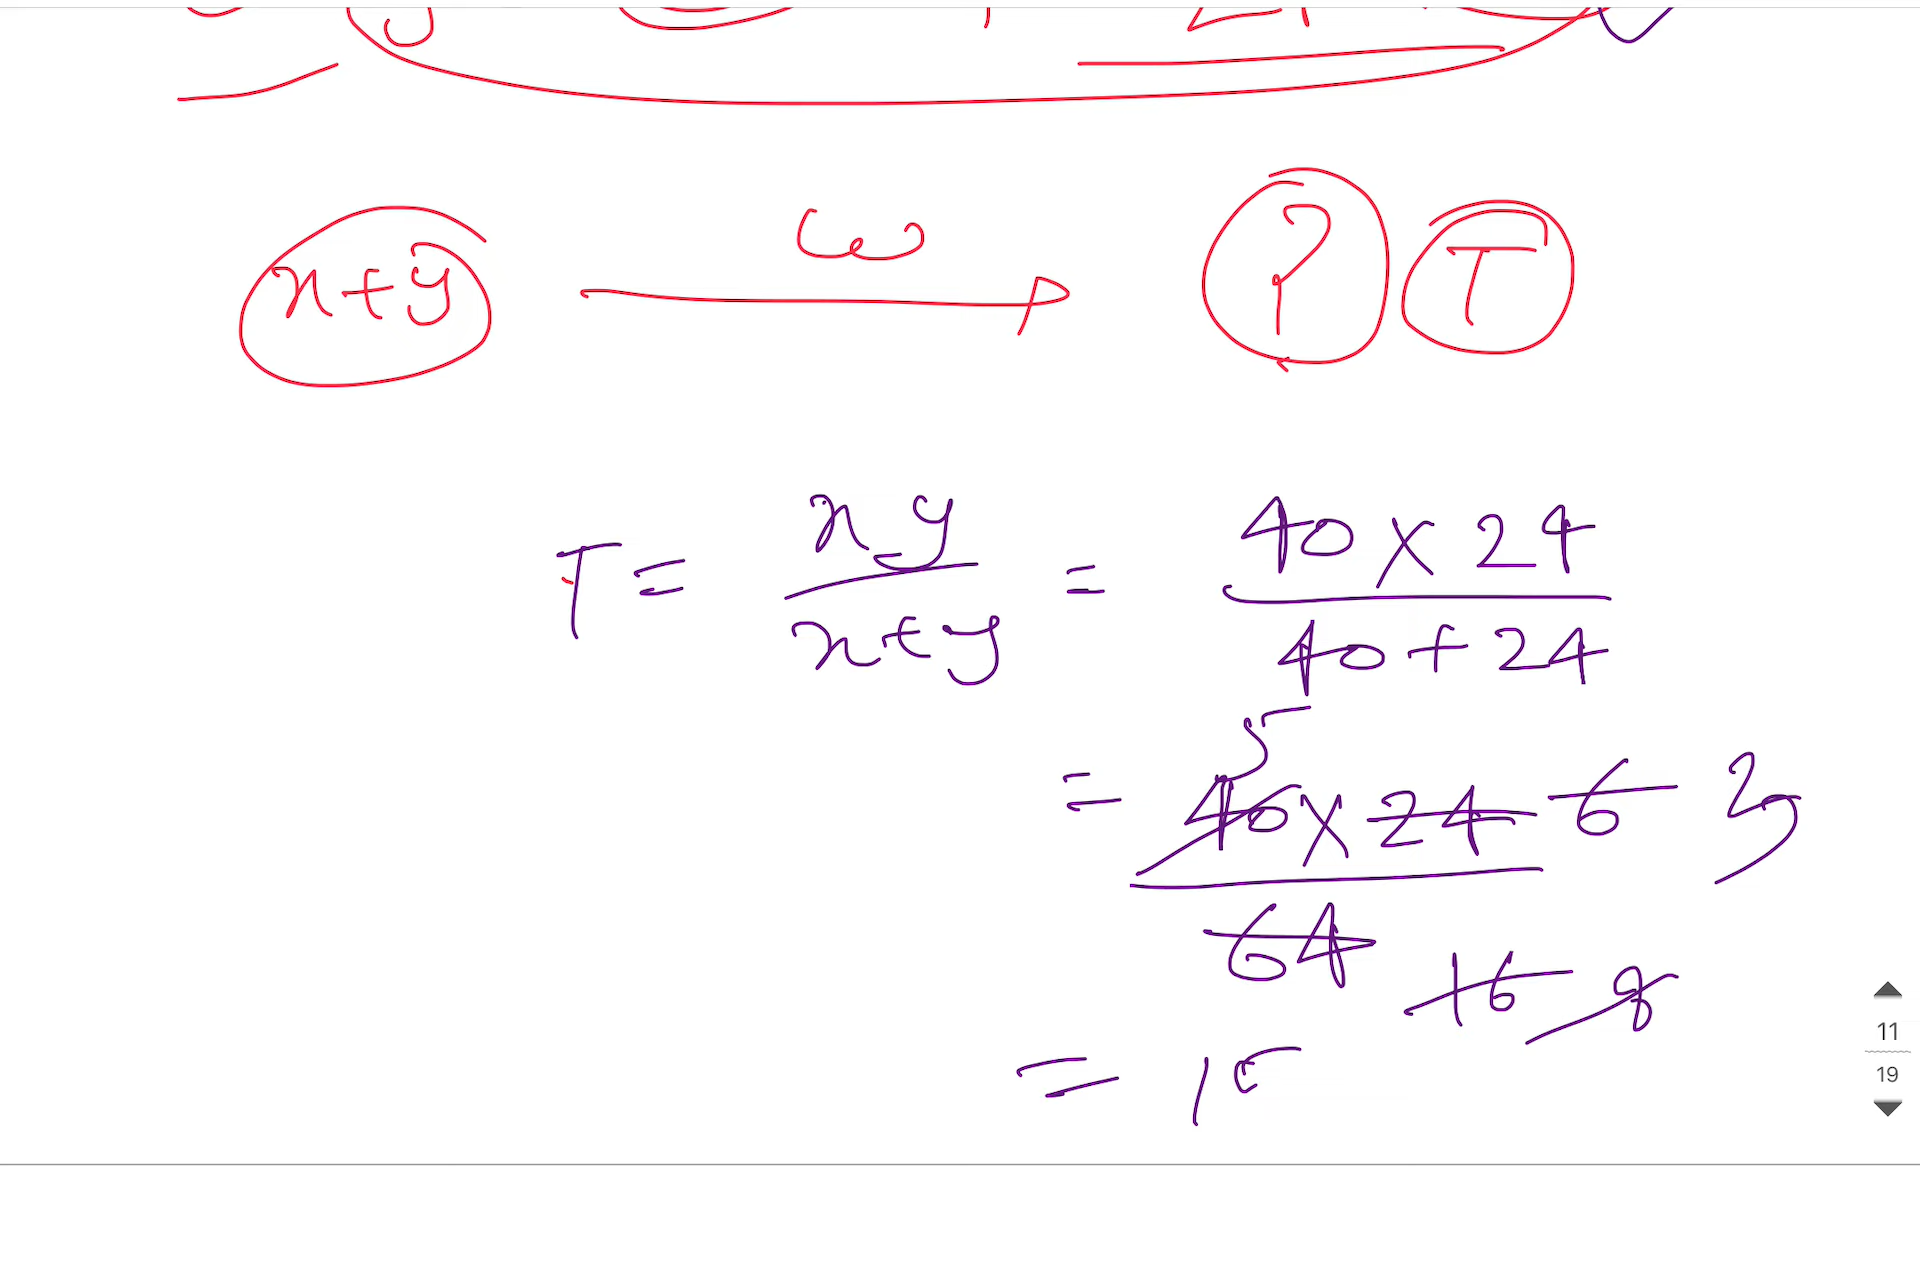 x+y ω ? T
T = xy / x+y = 40 × 24 / 40 + 24
5
= 40 × 24 6 3
64 16 8
= 15
11
19